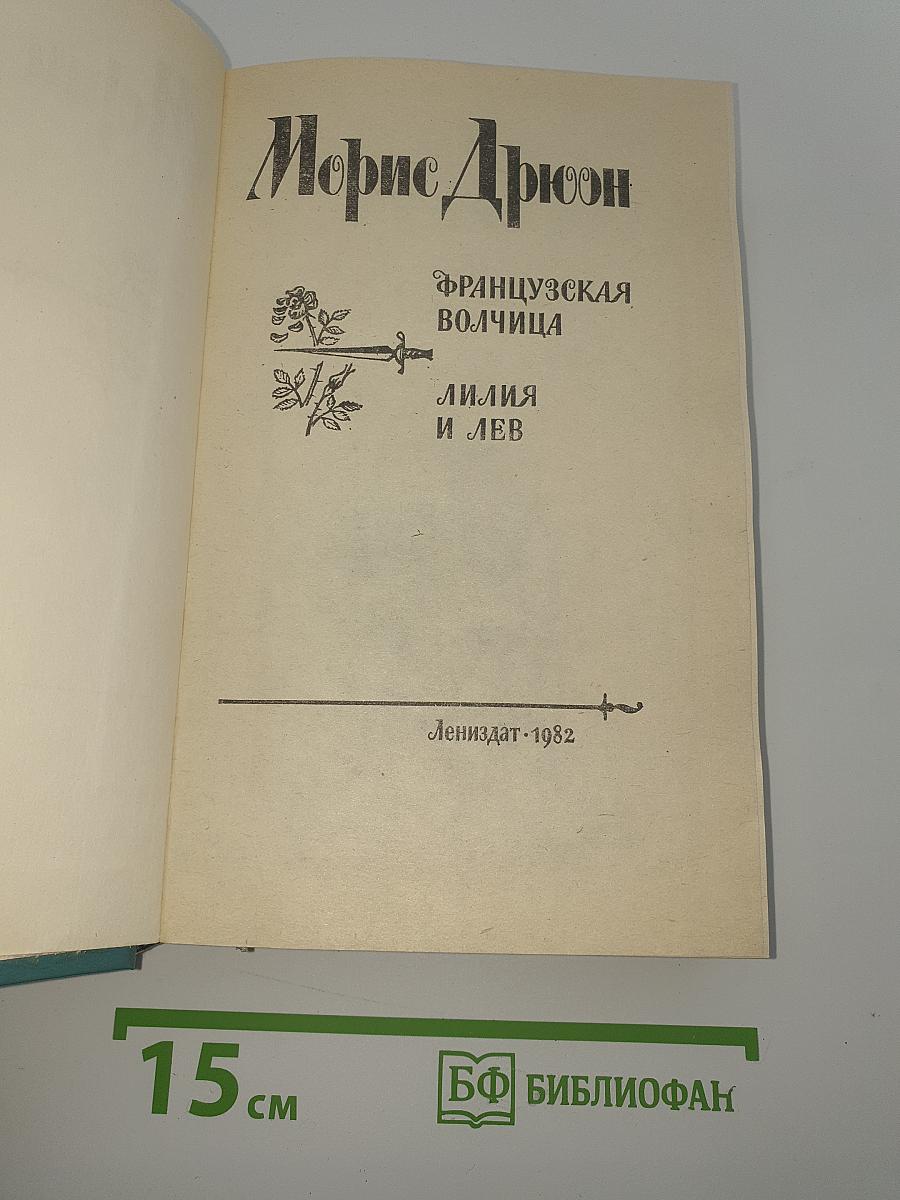 Морис Дрюон
ФРАНЦУЗСКАЯ
ВОЛЧИЦА
ЛИЛИЯ
И ЛЕВ
Лениздат · 1982
15 см
БФ БИБЛИОФАН